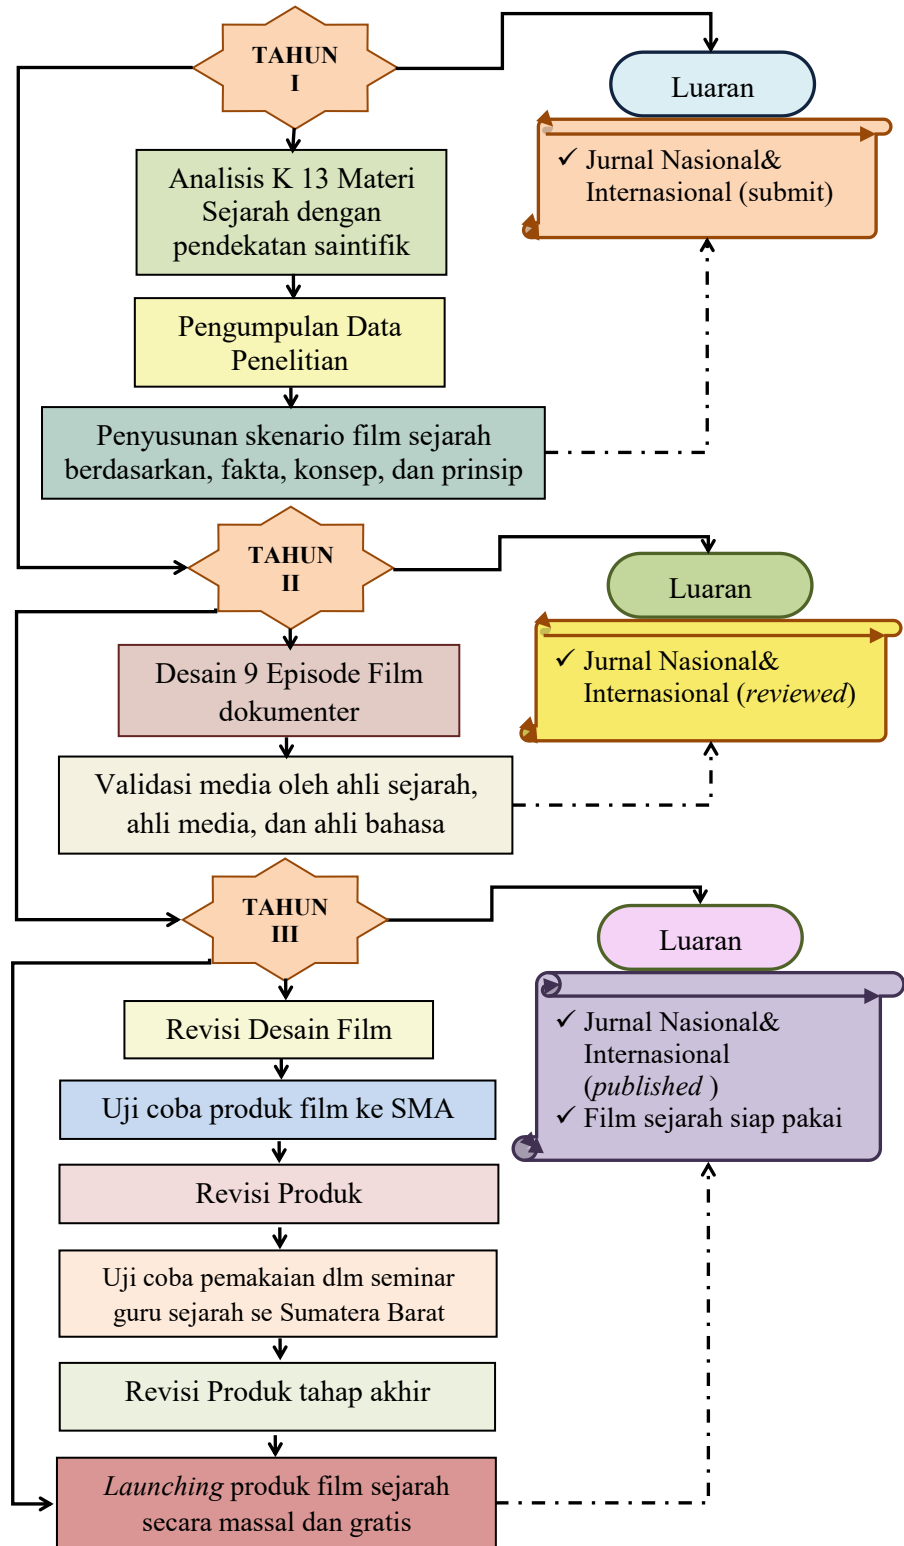 TAHUN
I
Luaran
✓ Jurnal Nasional&
Internasional (submit)
Analisis K 13 Materi
Sejarah dengan
pendekatan saintifik
Pengumpulan Data
Penelitian
Penyusunan skenario film sejarah
berdasarkan, fakta, konsep, dan prinsip
TAHUN
II
Luaran
✓ Jurnal Nasional&
Internasional (reviewed)
Desain 9 Episode Film
dokumenter
Validasi media oleh ahli sejarah,
ahli media, dan ahli bahasa
TAHUN
III
Luaran
✓ Jurnal Nasional&
Internasional
(published )
✓ Film sejarah siap pakai
Revisi Desain Film
Uji coba produk film ke SMA
Revisi Produk
Uji coba pemakaian dlm seminar
guru sejarah se Sumatera Barat
Revisi Produk tahap akhir
Launching produk film sejarah
secara massal dan gratis